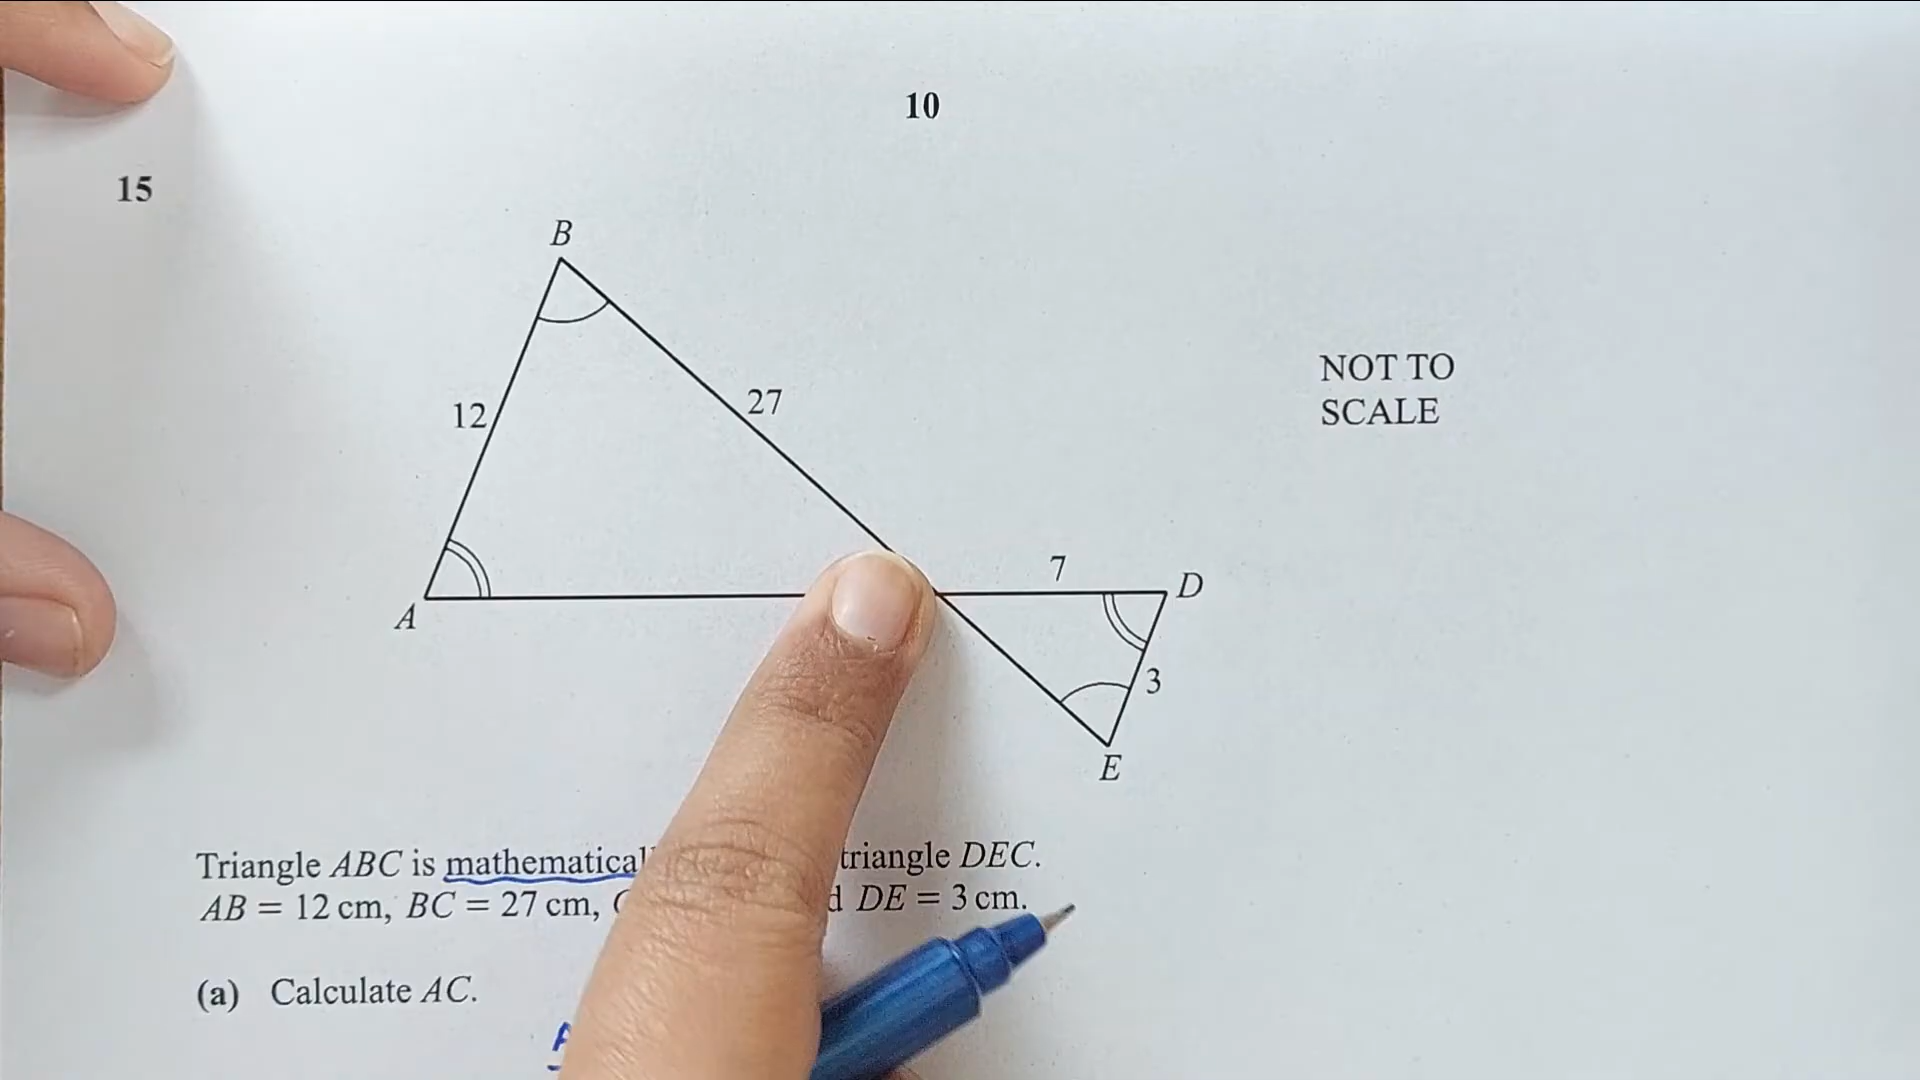 10
15
B
12
27
NOT TO
SCALE
7
D
A
3
E
Triangle ABC is triangle DEC.
AB = 12 cm, BC = 27 cm, DE = 3 cm.
(a) Calculate AC.